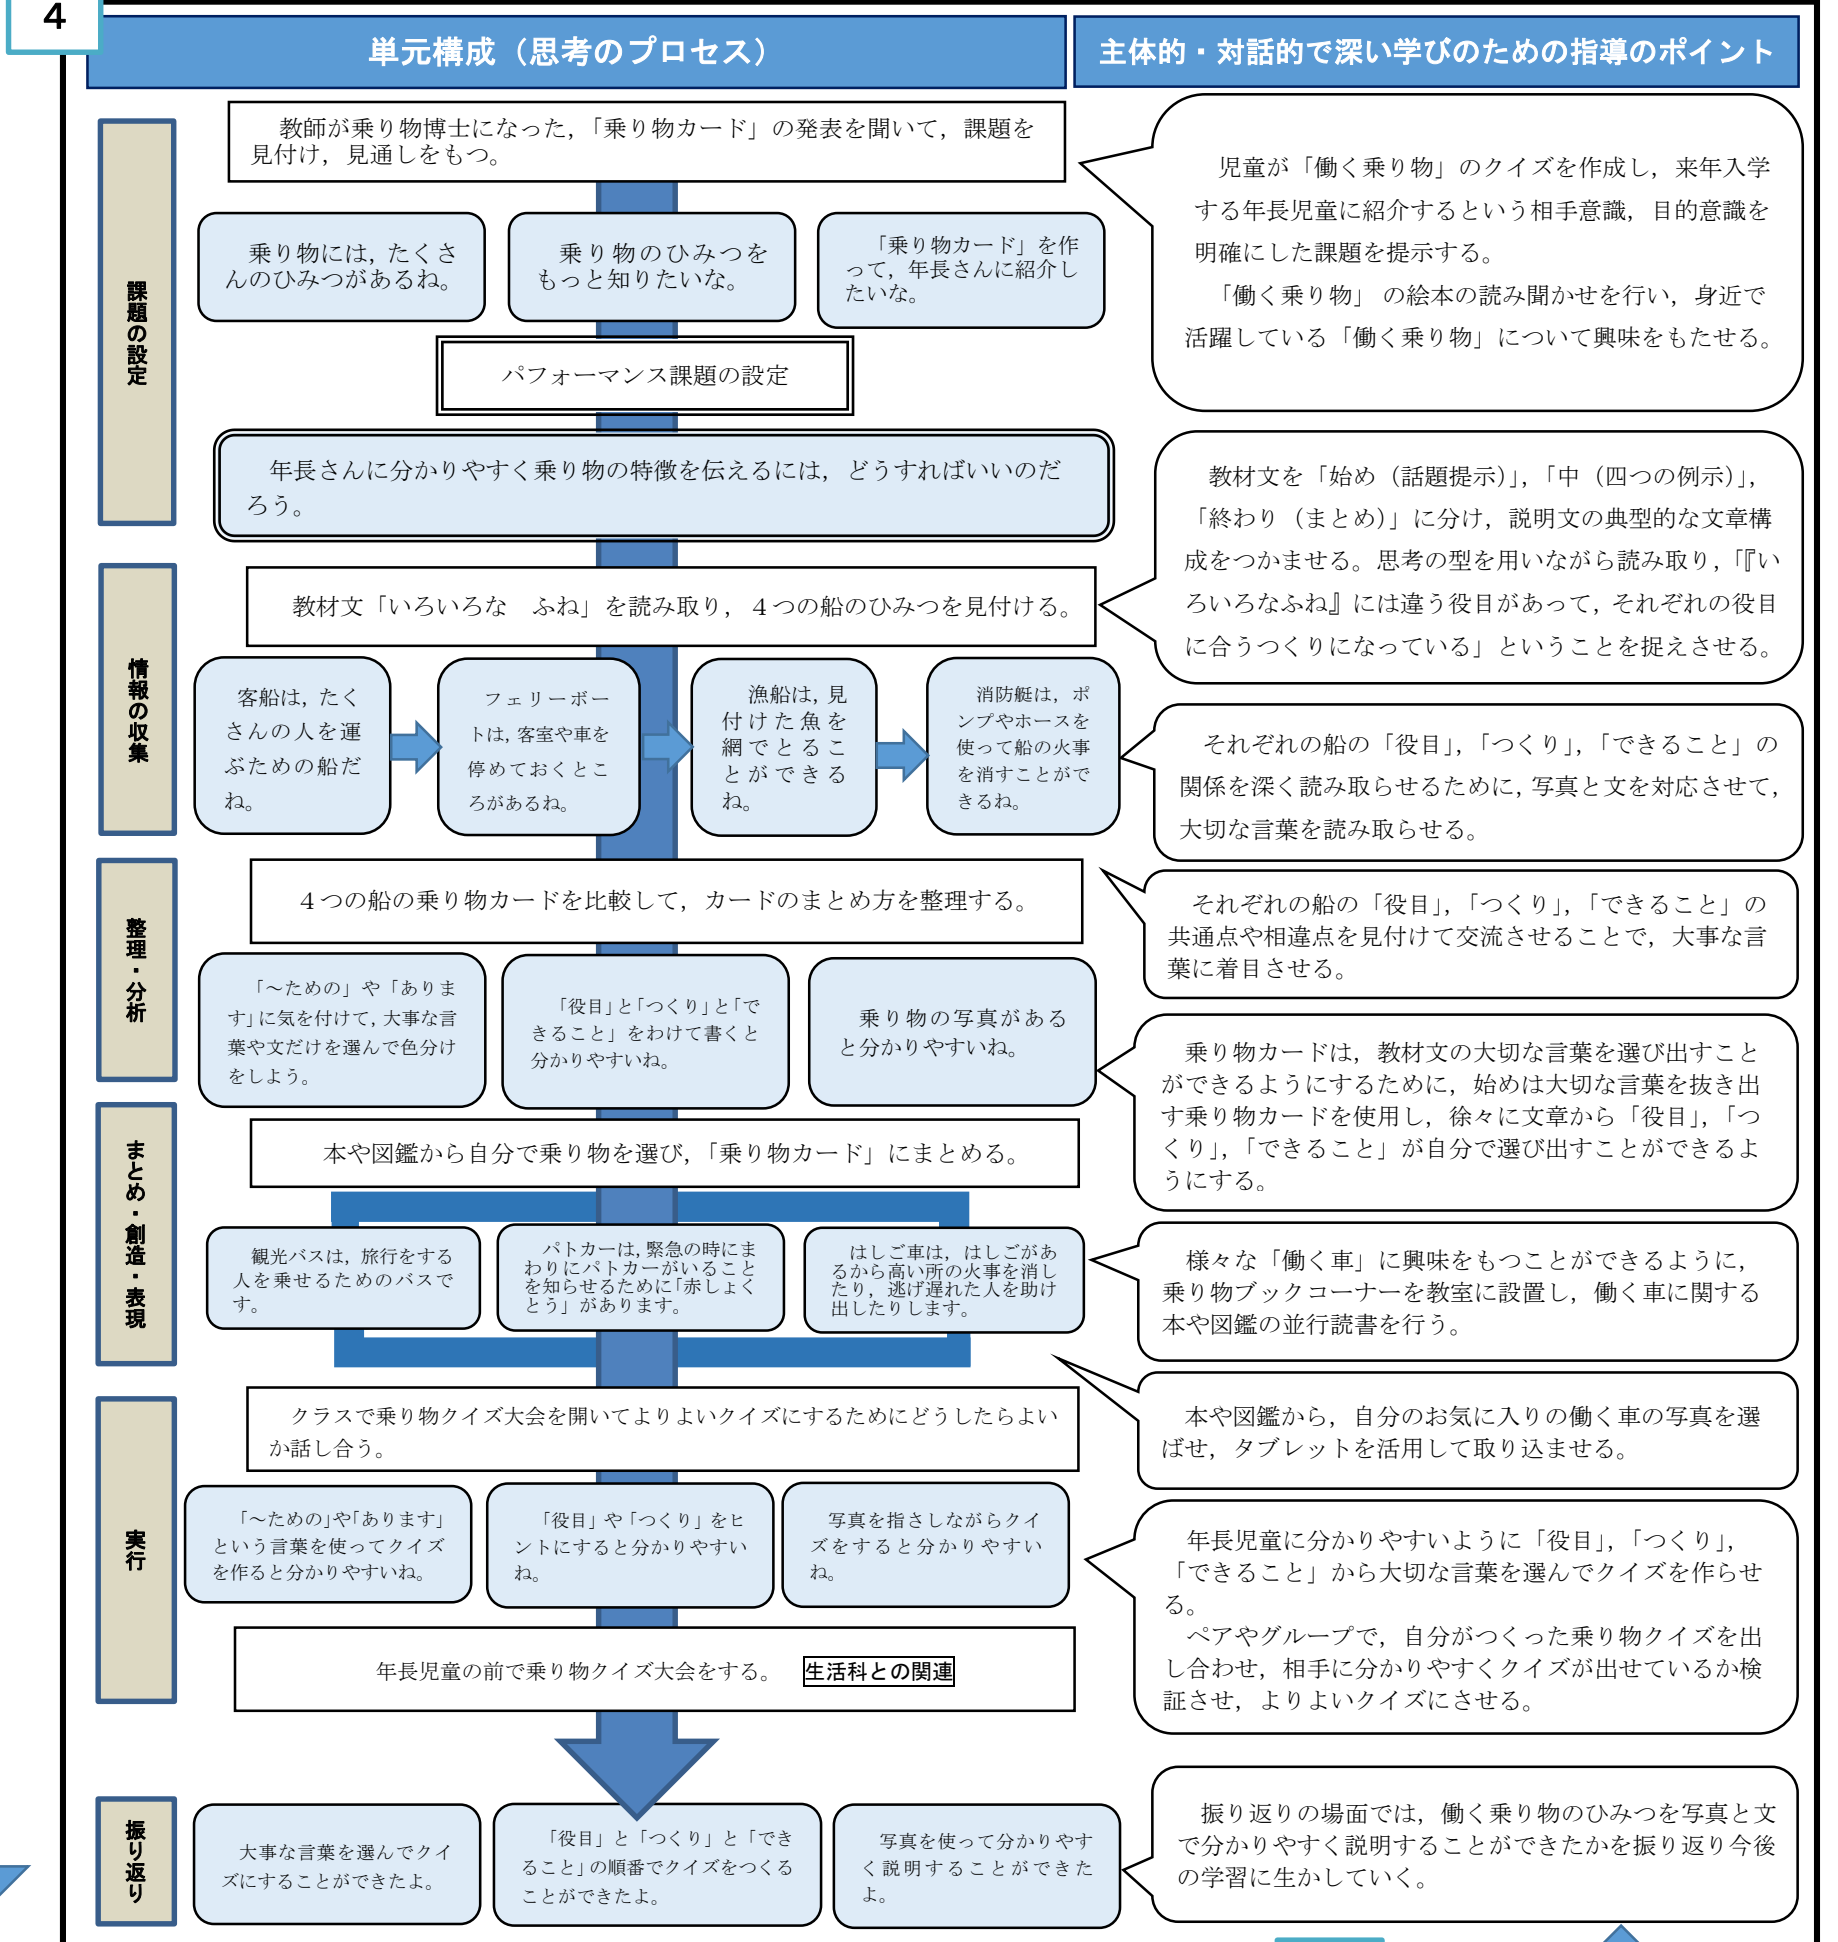 4
単元構成（思考のプロセス）
主体的・対話的で深い学びのための指導のポイント
課題の設定
教師が乗り物博士になった，「乗り物カード」の発表を聞いて，課題を
見付け，見通しをもつ。
乗り物には，たくさ
んのひみつがあるね。
乗り物のひみつを
もっと知りたいな。
「乗り物カード」を作
って，年長さんに紹介し
たいな。
パフォーマンス課題の設定
年長さんに分かりやすく乗り物の特徴を伝えるには，どうすればいいのだ
ろう。
児童が「働く乗り物」のクイズを作成し，来年入学
する年長児童に紹介するという相手意識，目的意識を
明確にした課題を提示する。
「働く乗り物」 の絵本の読み聞かせを行い，身近で
活躍している「働く乗り物」について興味をもたせる。
情報の収集
教材文「いろいろな　ふね」を読み取り，４つの船のひみつを見付ける。
客船は，たく
さんの人を運
ぶための船だ
ね。
フェリーボー
トは，客室や車を
停めておくとこ
ろがあるね。
漁船は，見
付けた魚を
網でとるこ
とができる
ね。
消防艇は，ポ
ンプやホースを
使って船の火事
を消すことがで
きるね。
教材文を「始め（話題提示）」，「中（四つの例示）」，
「終わり（まとめ）」に分け，説明文の典型的な文章構
成をつかませる。思考の型を用いながら読み取り，「『い
ろいろなふね』には違う役目があって，それぞれの役目
に合うつくりになっている」ということを捉えさせる。
それぞれの船の「役目」，「つくり」，「できること」の
関係を深く読み取らせるために，写真と文を対応させて，
大切な言葉を読み取らせる。
整理・分析
４つの船の乗り物カードを比較して，カードのまとめ方を整理する。
「～ための」や「ありま
す」に気を付けて，大事な言
葉や文だけを選んで色分け
をしよう。
「役目」と「つくり」と「で
きること」をわけて書くと
分かりやすいね。
乗り物の写真がある
と分かりやすいね。
それぞれの船の「役目」，「つくり」，「できること」の
共通点や相違点を見付けて交流させることで，大事な言
葉に着目させる。
乗り物カードは，教材文の大切な言葉を選び出すこと
ができるようにするために，始めは大切な言葉を抜き出
す乗り物カードを使用し，徐々に文章から「役目」，「つ
くり」，「できること」が自分で選び出すことができるよ
うにする。
まとめ・創造・表現
本や図鑑から自分で乗り物を選び，「乗り物カード」にまとめる。
観光バスは，旅行をする
人を乗せるためのバスで
す。
パトカーは，緊急の時にま
わりにパトカーがいること
を知らせるために「赤しょく
とう」があります。
はしご車は，はしごがあ
るから高い所の火事を消し
たり，逃げ遅れた人を助け
出したりします。
様々な「働く車」に興味をもつことができるように，
乗り物ブックコーナーを教室に設置し，働く車に関する
本や図鑑の並行読書を行う。
本や図鑑から，自分のお気に入りの働く車の写真を選
ばせ，タブレットを活用して取り込ませる。
実行
クラスで乗り物クイズ大会を開いてよりよいクイズにするためにどうしたらよい
か話し合う。
「～ための」や「あります」
という言葉を使ってクイズ
を作ると分かりやすいね。
「役目」や「つくり」をヒ
ントにすると分かりやすい
ね。
写真を指さしながらクイ
ズをすると分かりやすい
ね。
年長児童の前で乗り物クイズ大会をする。　生活科との関連
年長児童に分かりやすいように「役目」，「つくり」，
「できること」から大切な言葉を選んでクイズを作らせ
る。
ペアやグループで，自分がつくった乗り物クイズを出
し合わせ，相手に分かりやすくクイズが出せているか検
証させ，よりよいクイズにさせる。
振り返り
大事な言葉を選んでクイ
ズにすることができたよ。
「役目」と「つくり」と「でき
ること」の順番でクイズをつくる
ことができたよ。
写真を使って分かりやす
く説明することができた
よ。
振り返りの場面では，働く乗り物のひみつを写真と文
で分かりやすく説明することができたかを振り返り今後
の学習に生かしていく。